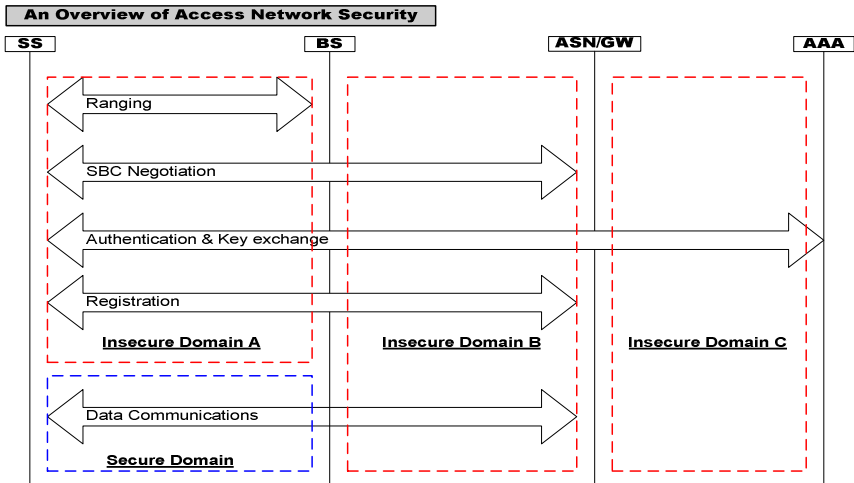 An Overview of Access Network Security
SS
BS
ASN/GW
AAA
Ranging
SBC Negotiation
Authentication & Key exchange
Registration
Insecure Domain A
Insecure Domain B
Insecure Domain C
Data Communications
Secure Domain